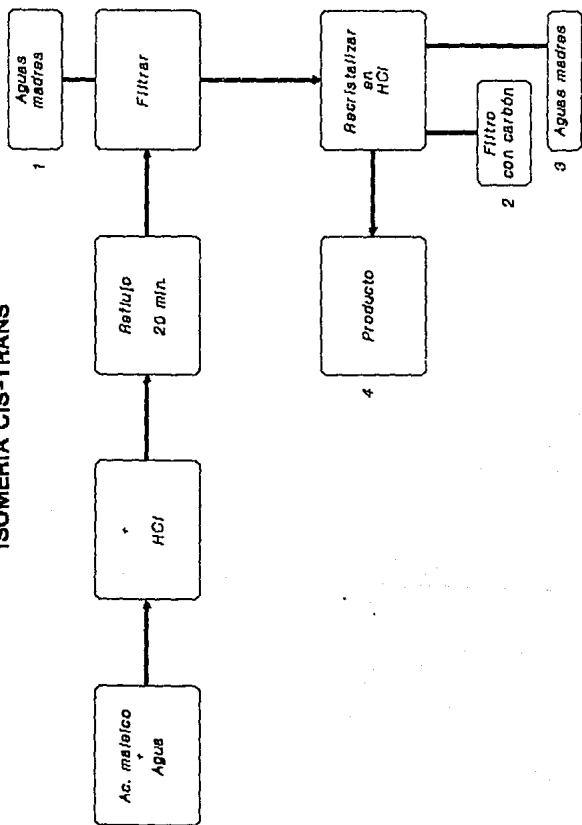 ISOMERIA CIS-TRANS
Ac. maleico
+
Agua
+
HCl
Reflujo
20 min.
Filtrar
Aguas
madres
1
Recristalizar
en
HCl
Filtro
con carbón
2
Aguas madres
3
Producto
4